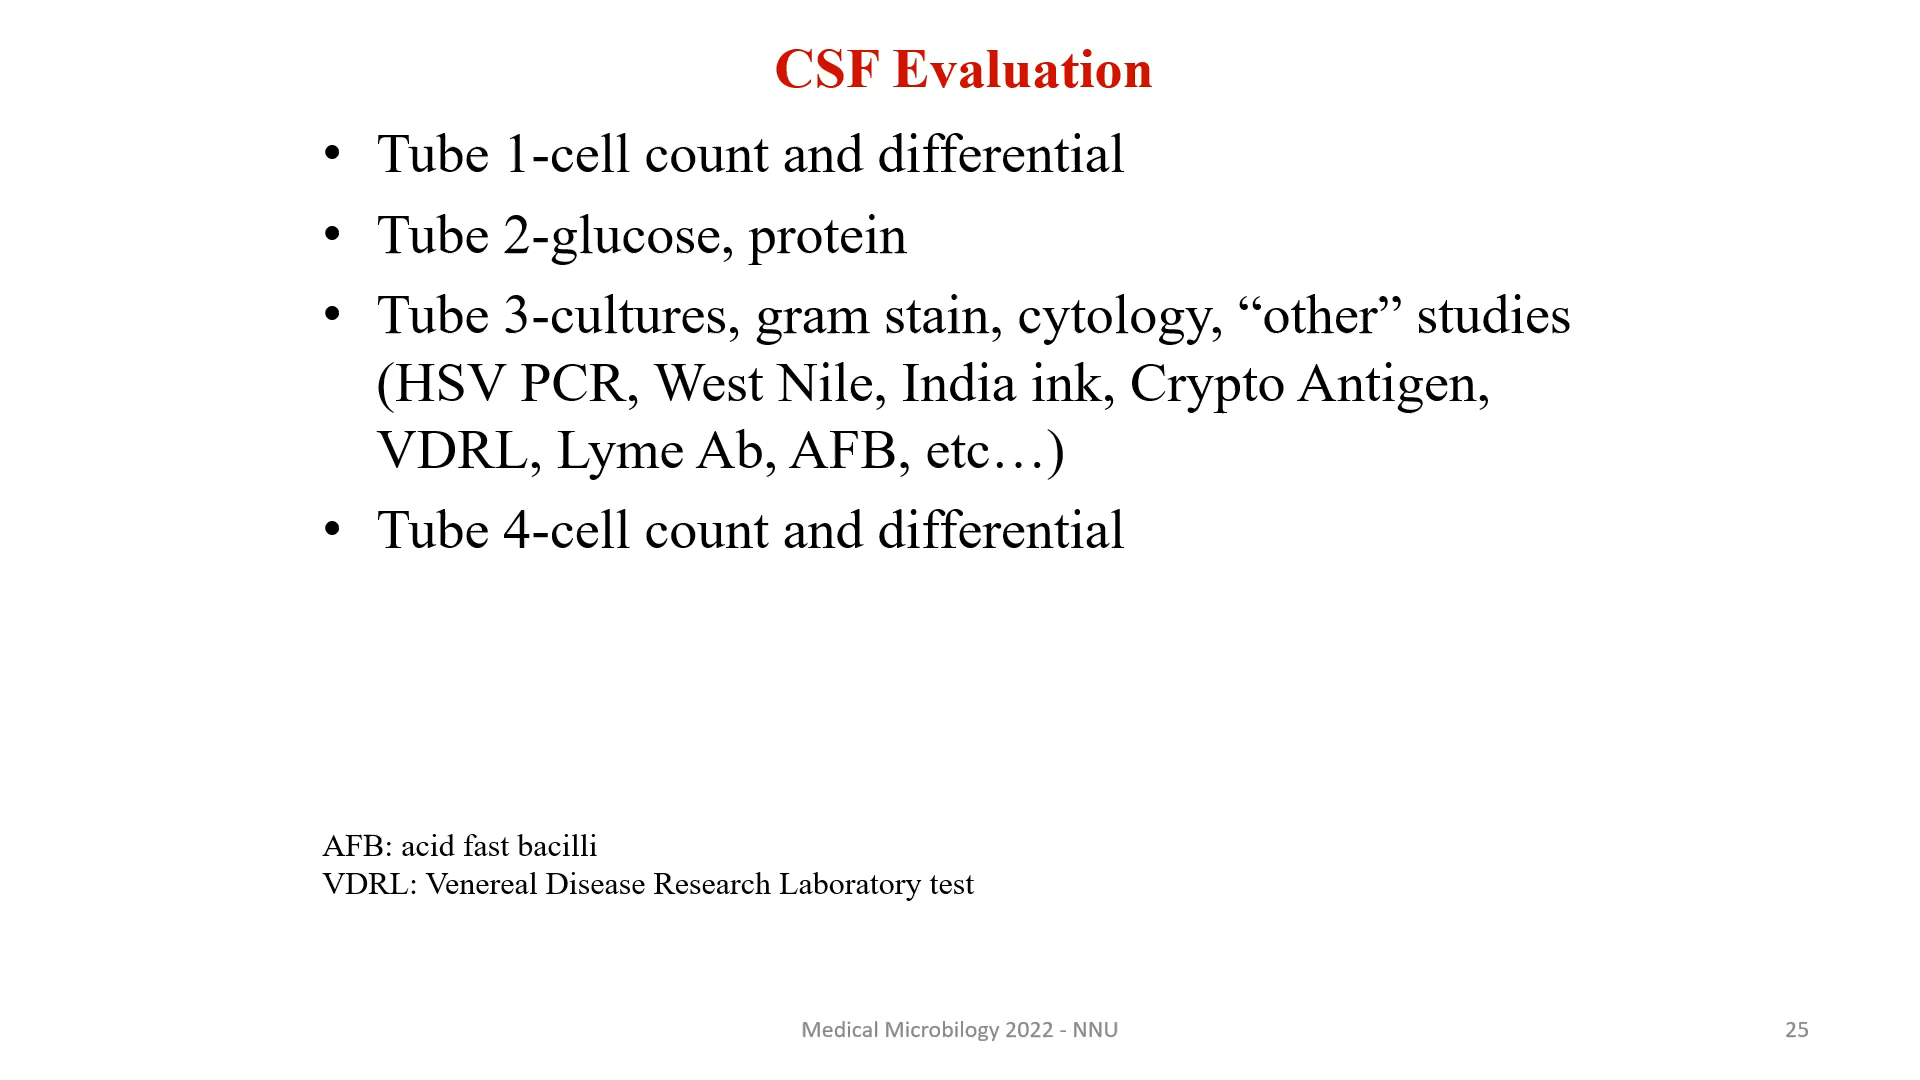 CSF Evaluation
• Tube 1-cell count and differential
• Tube 2-glucose, protein
• Tube 3-cultures, gram stain, cytology, “other” studies
(HSV PCR, West Nile, India ink, Crypto Antigen,
VDRL, Lyme Ab, AFB, etc…)
• Tube 4-cell count and differential
AFB: acid fast bacilli
VDRL: Venereal Disease Research Laboratory test
Medical Microbilogy 2022 - NNU
25